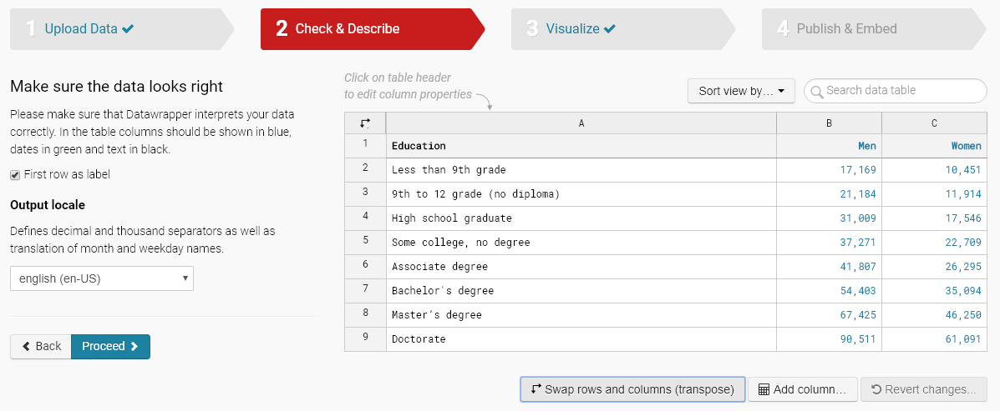 1 Upload Data
2 Check & Describe
3 Visualize
4 Publish & Embed
Make sure the data looks right
Please make sure that Datawrapper interprets your data
correctly. In the table columns should be shown in blue,
dates in green and text in black.
First row as label
Output locale
Defines decimal and thousand separators as well as
translation of month and weekday names.
english (en-US)
Back
Proceed
Click on table header
to edit column properties
Sort view by...
Search data table
A B C
1 Education Men Women
2 Less than 9th grade 17,169 10,451
3 9th to 12 grade (no diploma) 21,184 11,914
4 High school graduate 31,009 17,546
5 Some college, no degree 37,271 22,709
6 Associate degree 41,807 26,295
7 Bachelor's degree 54,403 35,094
8 Master's degree 67,425 46,250
9 Doctorate 90,511 61,091
Swap rows and columns (transpose)
Add column...
Revert changes...